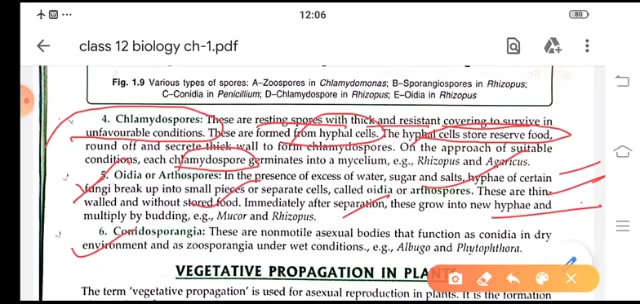 12:06
80
class 12 biology ch-1.pdf
Fig. 1.9 Various types of spores: A-Zoospores in Chlamydomonas; B-Sporangiospores in Rhizopus;
C-Conidia in Penicillium; D-Chlamydospore in Rhizopus; E-Oidia in Rhizopus
4. Chlamydospores: These are resting spores with thick and resistant covering to survive in
unfavourable conditions. These are formed from hyphal cells. The hyphal cells store reserve food,
round off and secrete thick wall to form chlamydospores. On the approach of suitable
conditions, each chlamydospore germinates into a mycelium, e.g., Rhizopus and Agaricus.
5. Oidia or Arthospores: In the presence of excess of water, sugar and salts, hyphae of certain
fungi break up into small pieces or separate cells, called oidia or arthospores. These are thin
walled and without stored food. Immediately after separation, these grow into new hyphae and
multiply by budding, e.g., Mucor and Rhizopus.
6. Conidosporangia: These are nonmotile asexual bodies that function as conidia in dry
environment and as zoosporangia under wet conditions., e.g., Albugo and Phytophthora.
VEGETATIVE PROPAGATION IN PLANT
The term 'vegetative propagation' is used for asexual reproduction in plants. It is the formation